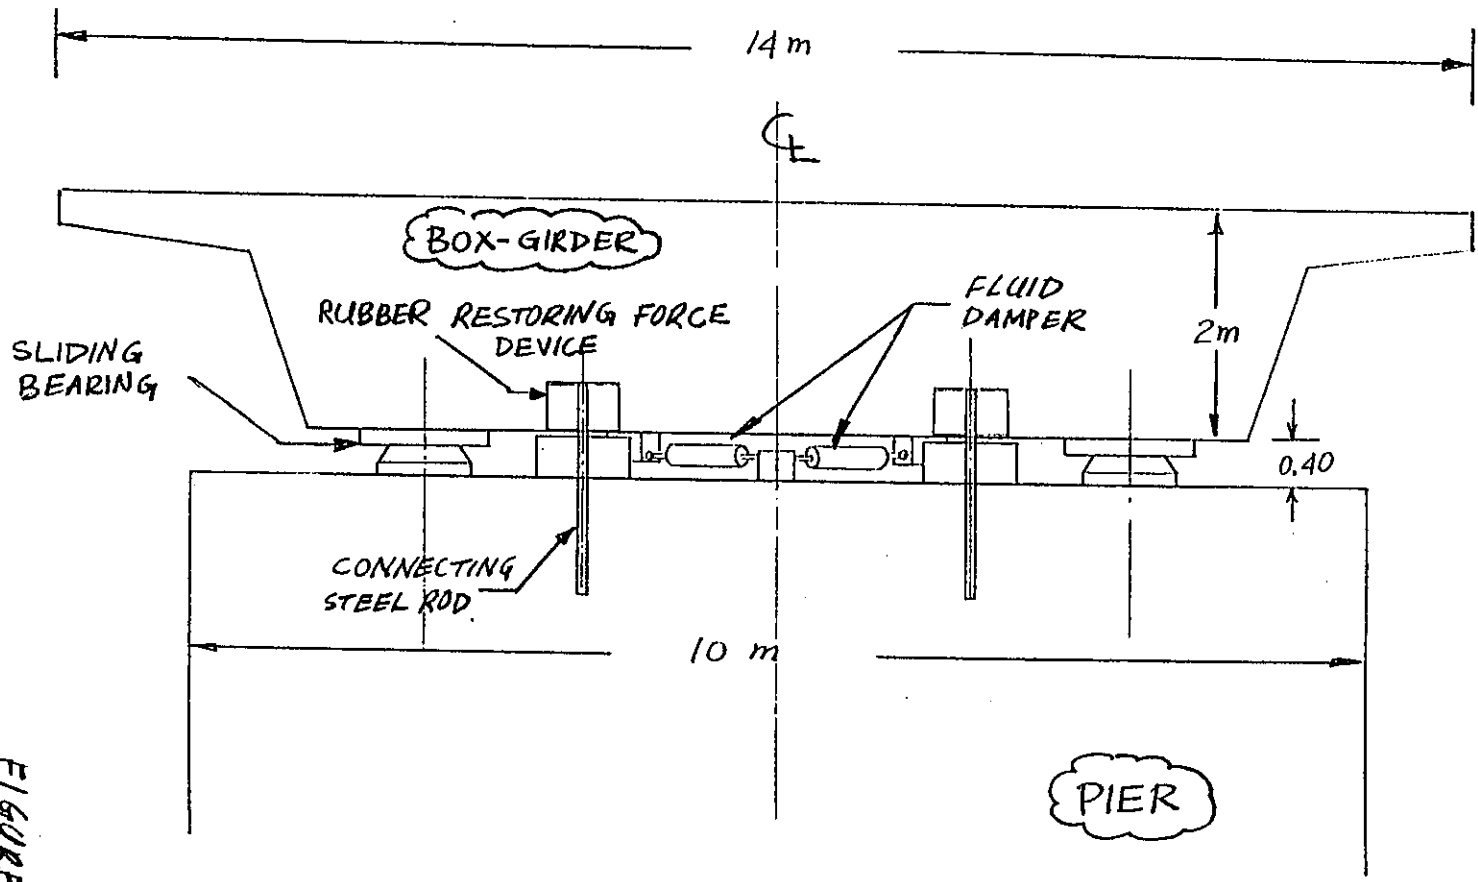 14 m
℄
BOX-GIRDER
RUBBER RESTORING FORCE
DEVICE
FLUID
DAMPER
SLIDING
BEARING
2m
0.40
CONNECTING
STEEL ROD.
10 m
PIER
FIGURE